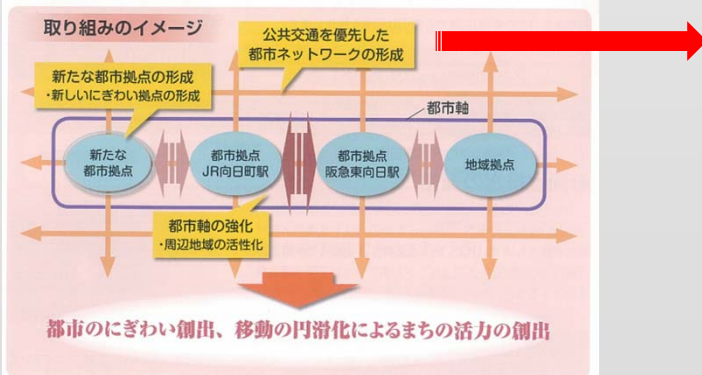 取り組みのイメージ
公共交通を優先した
都市ネットワークの形成
新たな都市拠点の形成
・新しいにぎわい拠点の形成
都市軸
新たな
都市拠点
都市拠点
JR向日町駅
都市拠点
阪急東向日駅
地域拠点
都市軸の強化
・周辺地域の活性化
都市のにぎわい創出、移動の円滑化によるまちの活力の創出